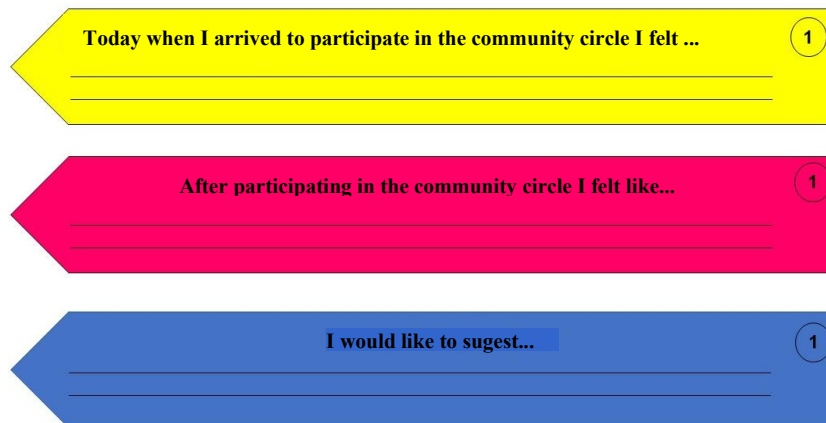 Today when I arrived to participate in the community circle I felt ...
1
After participating in the community circle I felt like...
1
I would like to sugest...
1